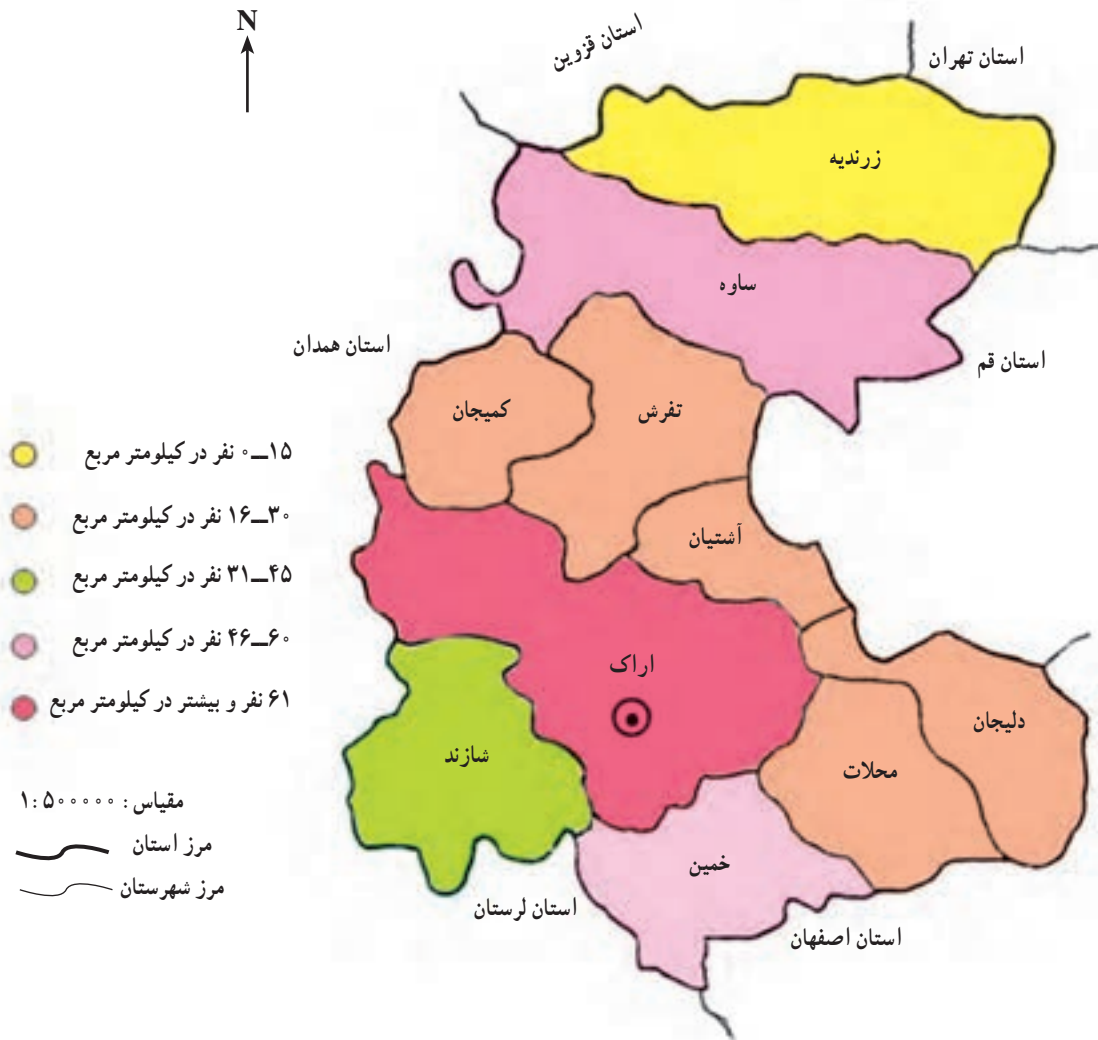 N
استان قزوین
استان تهران
زرندیه
ساوه
استان همدان
استان قم
کمیجان
تفرش
آشتیان
اراک
دلیجان
محلات
شازند
خمین
استان لرستان
استان اصفهان
۱۵ــ۰ نفر در کیلومتر مربع
۳۰ــ۱۶ نفر در کیلومتر مربع
۴۵ــ۳۱ نفر در کیلومتر مربع
۶۰ــ۴۶ نفر در کیلومتر مربع
۶۱ نفر و بیشتر در کیلومتر مربع
مقیاس : ۱:۵۰۰۰۰۰
مرز استان
مرز شهرستان